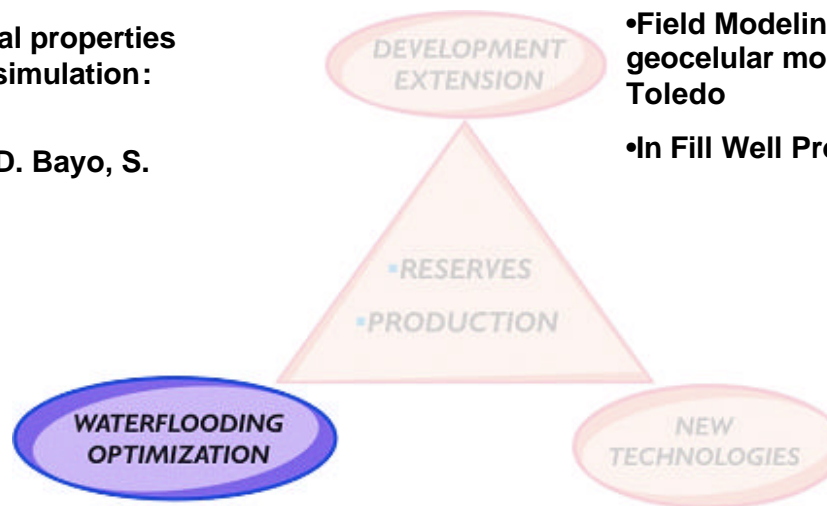 al properties
simulation:
D. Bayo, S.
DEVELOPMENT
EXTENSION
•Field Modelin
geocelular mo
Toledo
•In Fill Well Pr
▪RESERVES
▪PRODUCTION
WATERFLOODING
OPTIMIZATION
NEW
TECHNOLOGIES